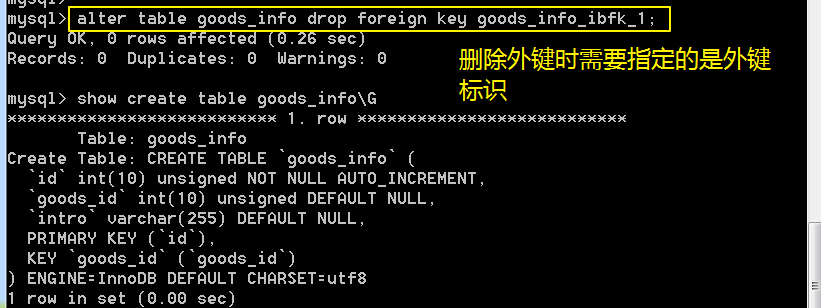 mysql>
mysql> alter table goods_info drop foreign key goods_info_ibfk_1;
Query OK, 0 rows affected (0.26 sec)
Records: 0  Duplicates: 0  Warnings: 0
删除外键时需要指定的是外键
标识
mysql> show create table goods_info\G
*************************** 1. row ***************************
       Table: goods_info
Create Table: CREATE TABLE `goods_info` (
  `id` int(10) unsigned NOT NULL AUTO_INCREMENT,
  `goods_id` int(10) unsigned DEFAULT NULL,
  `intro` varchar(255) DEFAULT NULL,
  PRIMARY KEY (`id`),
  KEY `goods_id` (`goods_id`)
) ENGINE=InnoDB DEFAULT CHARSET=utf8
1 row in set (0.00 sec)